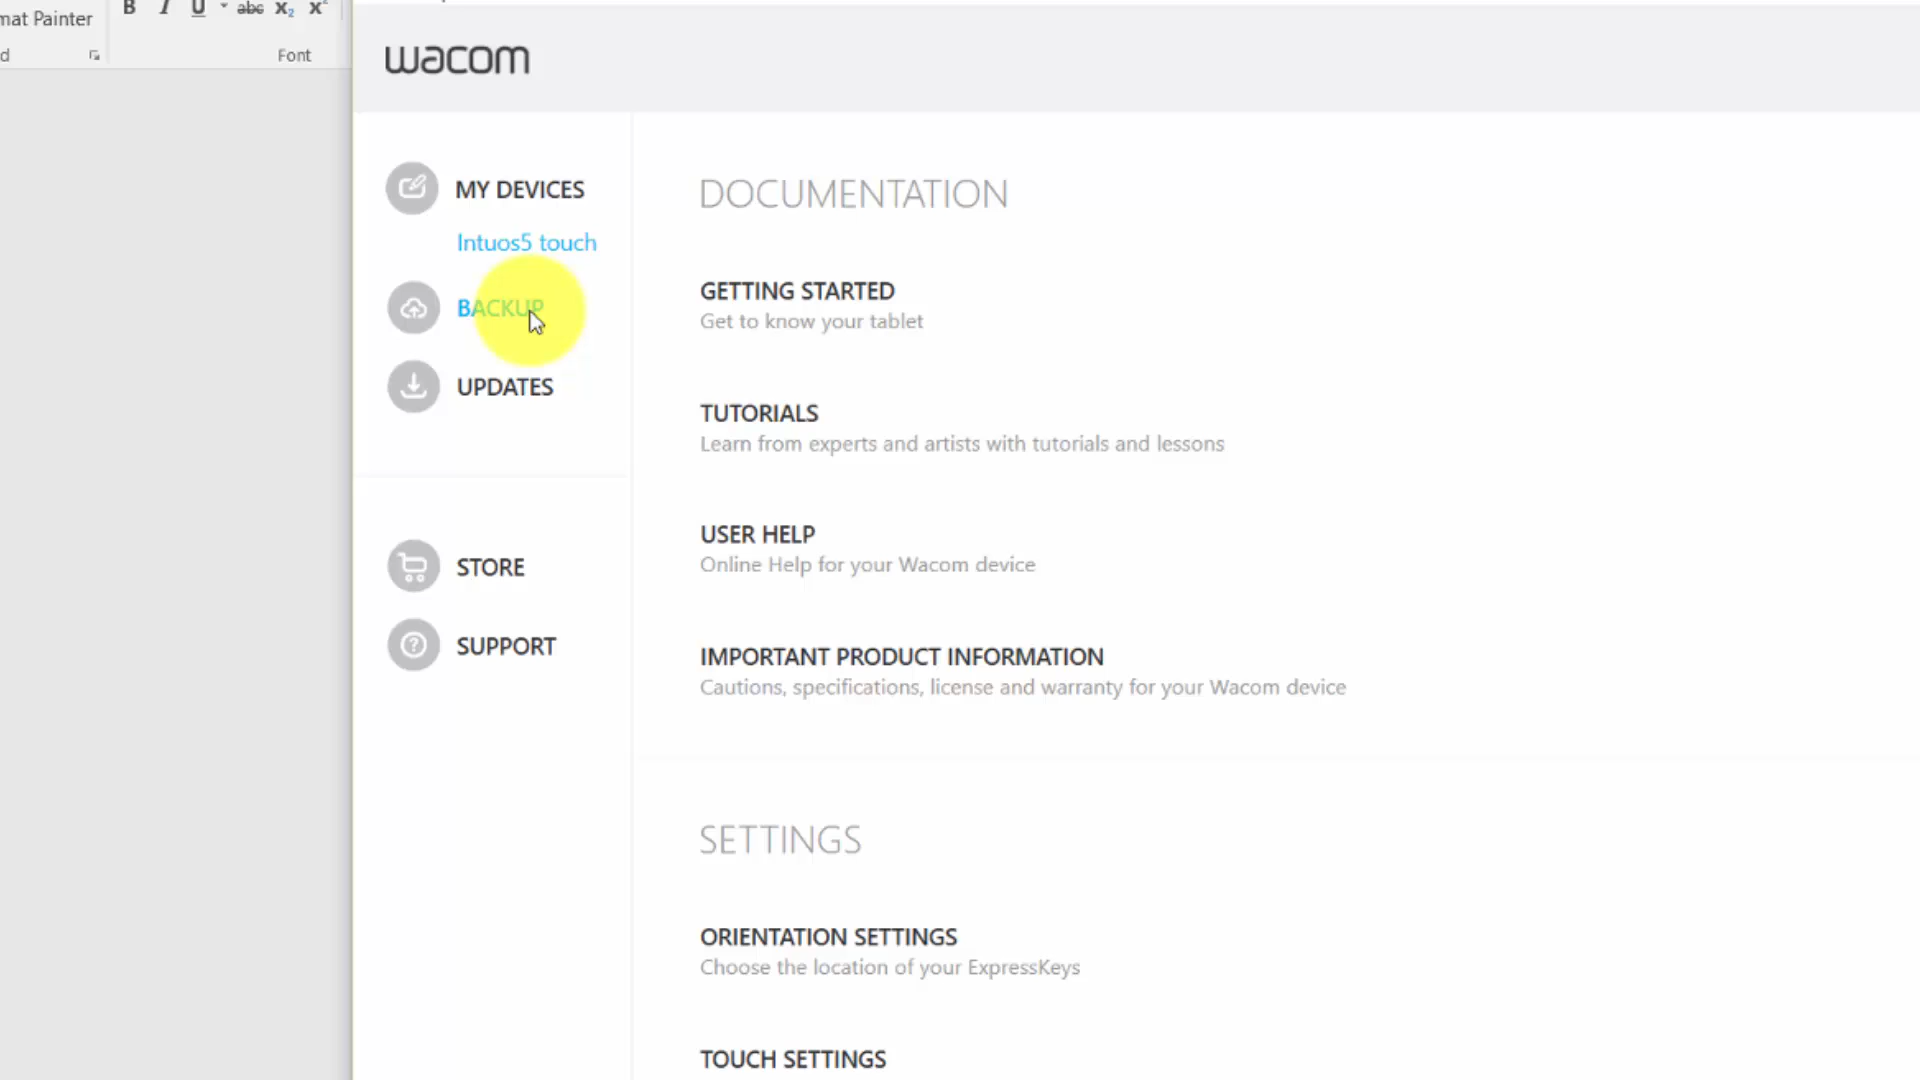 mat Painter
B I U abc X₂ X
d
Font
wacom
MY DEVICES
Intuos5 touch
BACKUP
UPDATES
STORE
SUPPORT
DOCUMENTATION
GETTING STARTED
Get to know your tablet
TUTORIALS
Learn from experts and artists with tutorials and lessons
USER HELP
Online Help for your Wacom device
IMPORTANT PRODUCT INFORMATION
Cautions, specifications, license and warranty for your Wacom device
SETTINGS
ORIENTATION SETTINGS
Choose the location of your ExpressKeys
TOUCH SETTINGS